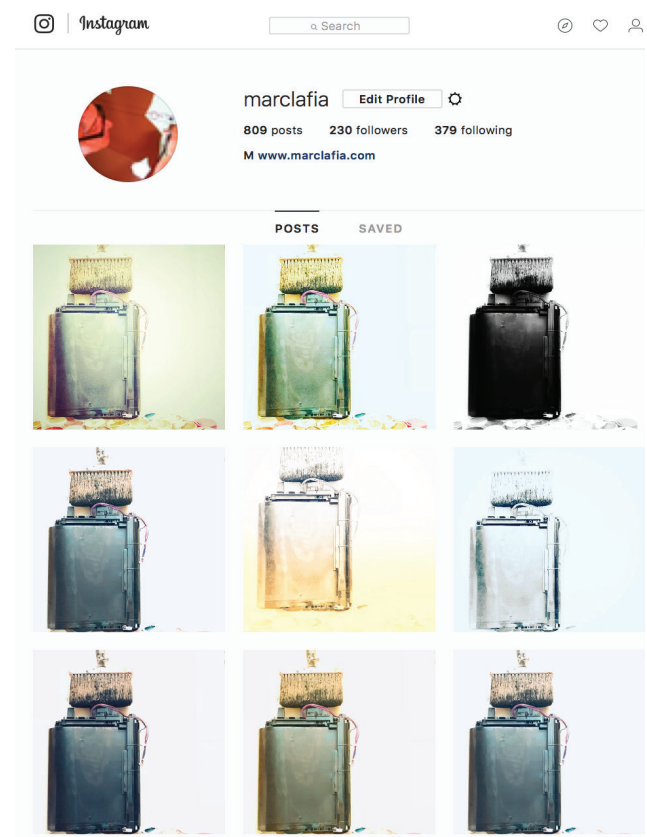 Instagram
Search
marclafia Edit Profile
809 posts 230 followers 379 following
M www.marclafia.com
POSTS SAVED